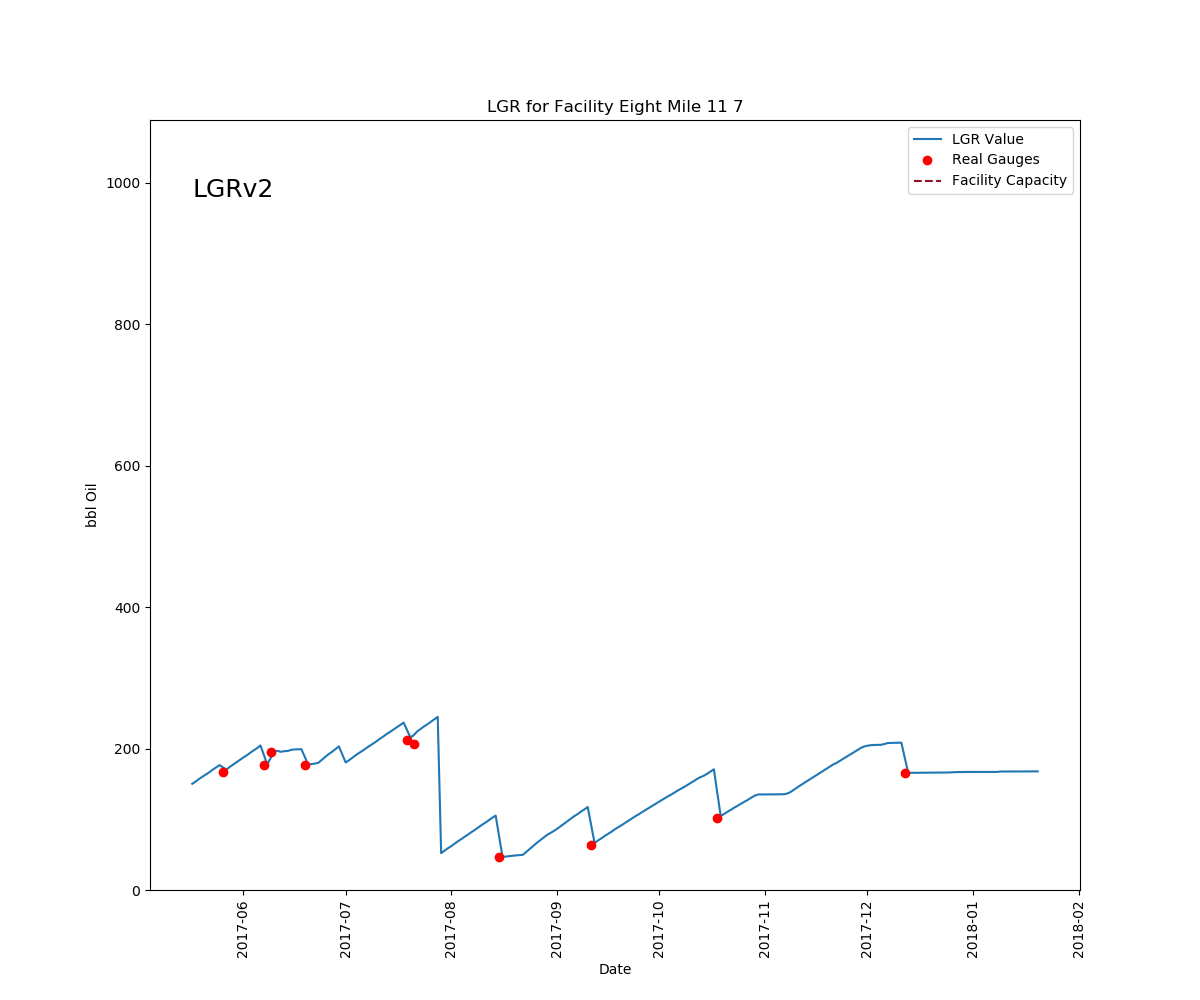 LGR for Facility Eight Mile 11 7
LGRv2
LGR Value
Real Gauges
Facility Capacity
1000
800
600
400
200
0
bbl Oil
2017-06
2017-07
2017-08
2017-09
2017-10
2017-11
2017-12
2018-01
2018-02
Date